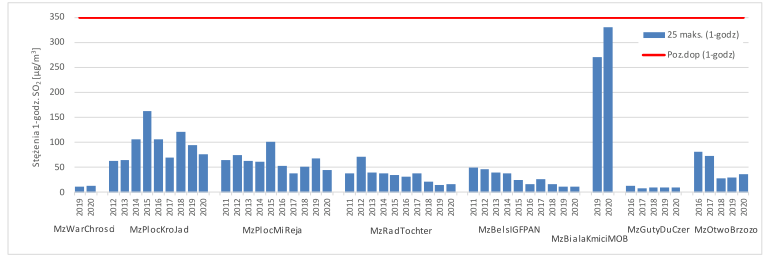 Stężenia 1-godz. SO2 [µg/m3]
350
300
250
200
150
100
50
0
25 maks. (1-godz)
Poz.dop (1-godz)
2019 2020 2012 2013 2014 2015 2016 2017 2018 2019 2020 2011 2012 2013 2014 2015 2016 2017 2018 2019 2020 2011 2012 2013 2014 2015 2016 2017 2018 2019 2020 2011 2012 2013 2014 2015 2016 2017 2018 2019 2020 2019 2020 2016 2017 2018 2019 2020 2016 2017 2018 2019 2020
MzWarChrosci MzPlocKroJad MzPlocMiReja MzRadTochter MzBelsIGFPAN MzBialaKmiciMOB MzGutyDuCzer MzOtwoBrzozo